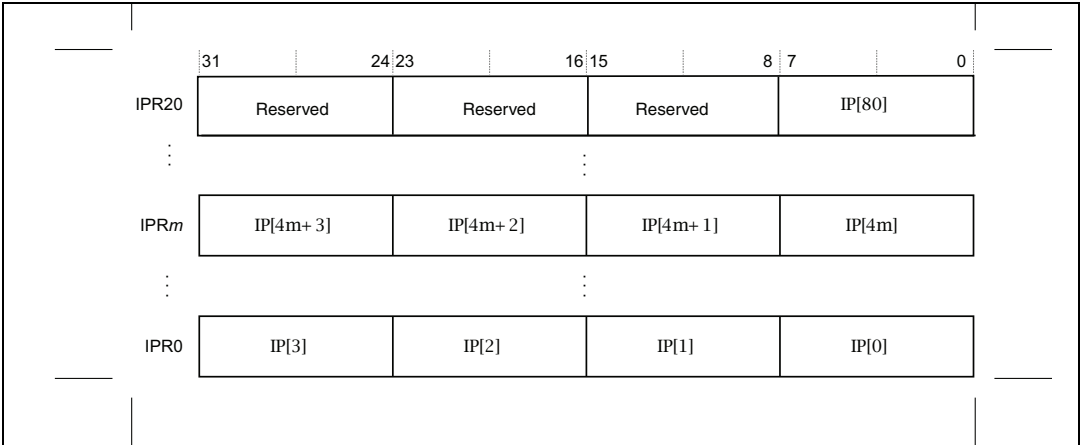 31 24 23 16 15 8 7 0
IPR20 Reserved Reserved Reserved IP[80]
⋮ ⋮
IPRm IP[4m+3] IP[4m+2] IP[4m+1] IP[4m]
⋮ ⋮
IPR0 IP[3] IP[2] IP[1] IP[0]